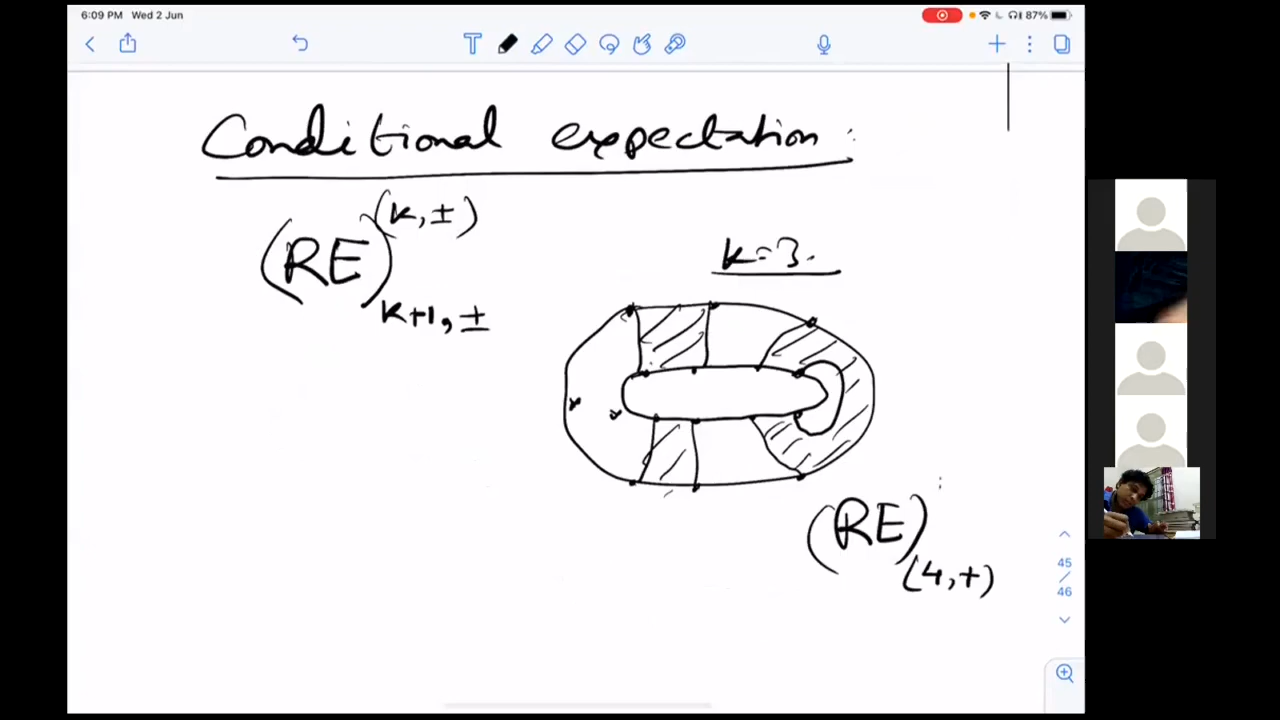 6:09 PM Wed 2 Jun
87%
Conditional expectation :
(RE)^{(k,±)}_{k+1,±}
k=3.
(RE)_{(4,+)}
45
/
46